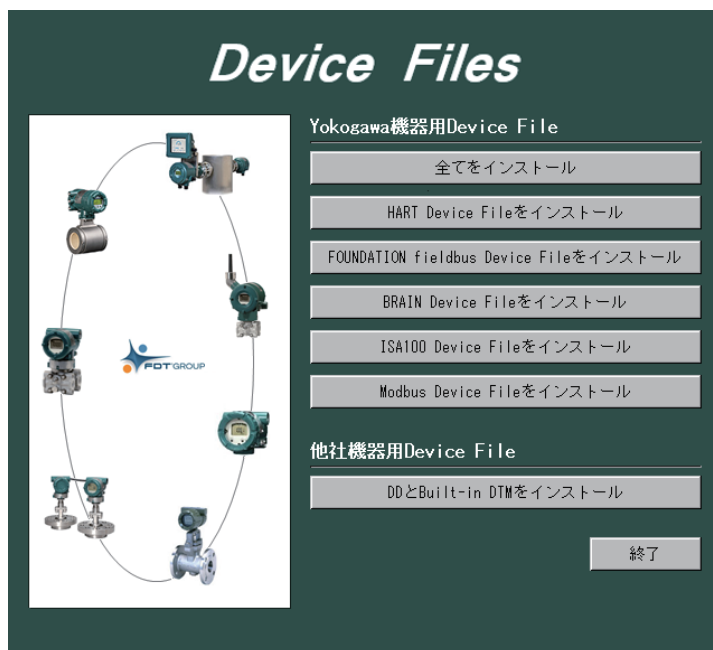 Device Files
Yokogawa機器用Device File
全てをインストール
HART Device Fileをインストール
FOUNDATION fieldbus Device Fileをインストール
BRAIN Device Fileをインストール
ISA100 Device Fileをインストール
Modbus Device Fileをインストール
FDT GROUP
他社機器用Device File
DDとBuilt-in DTMをインストール
終了